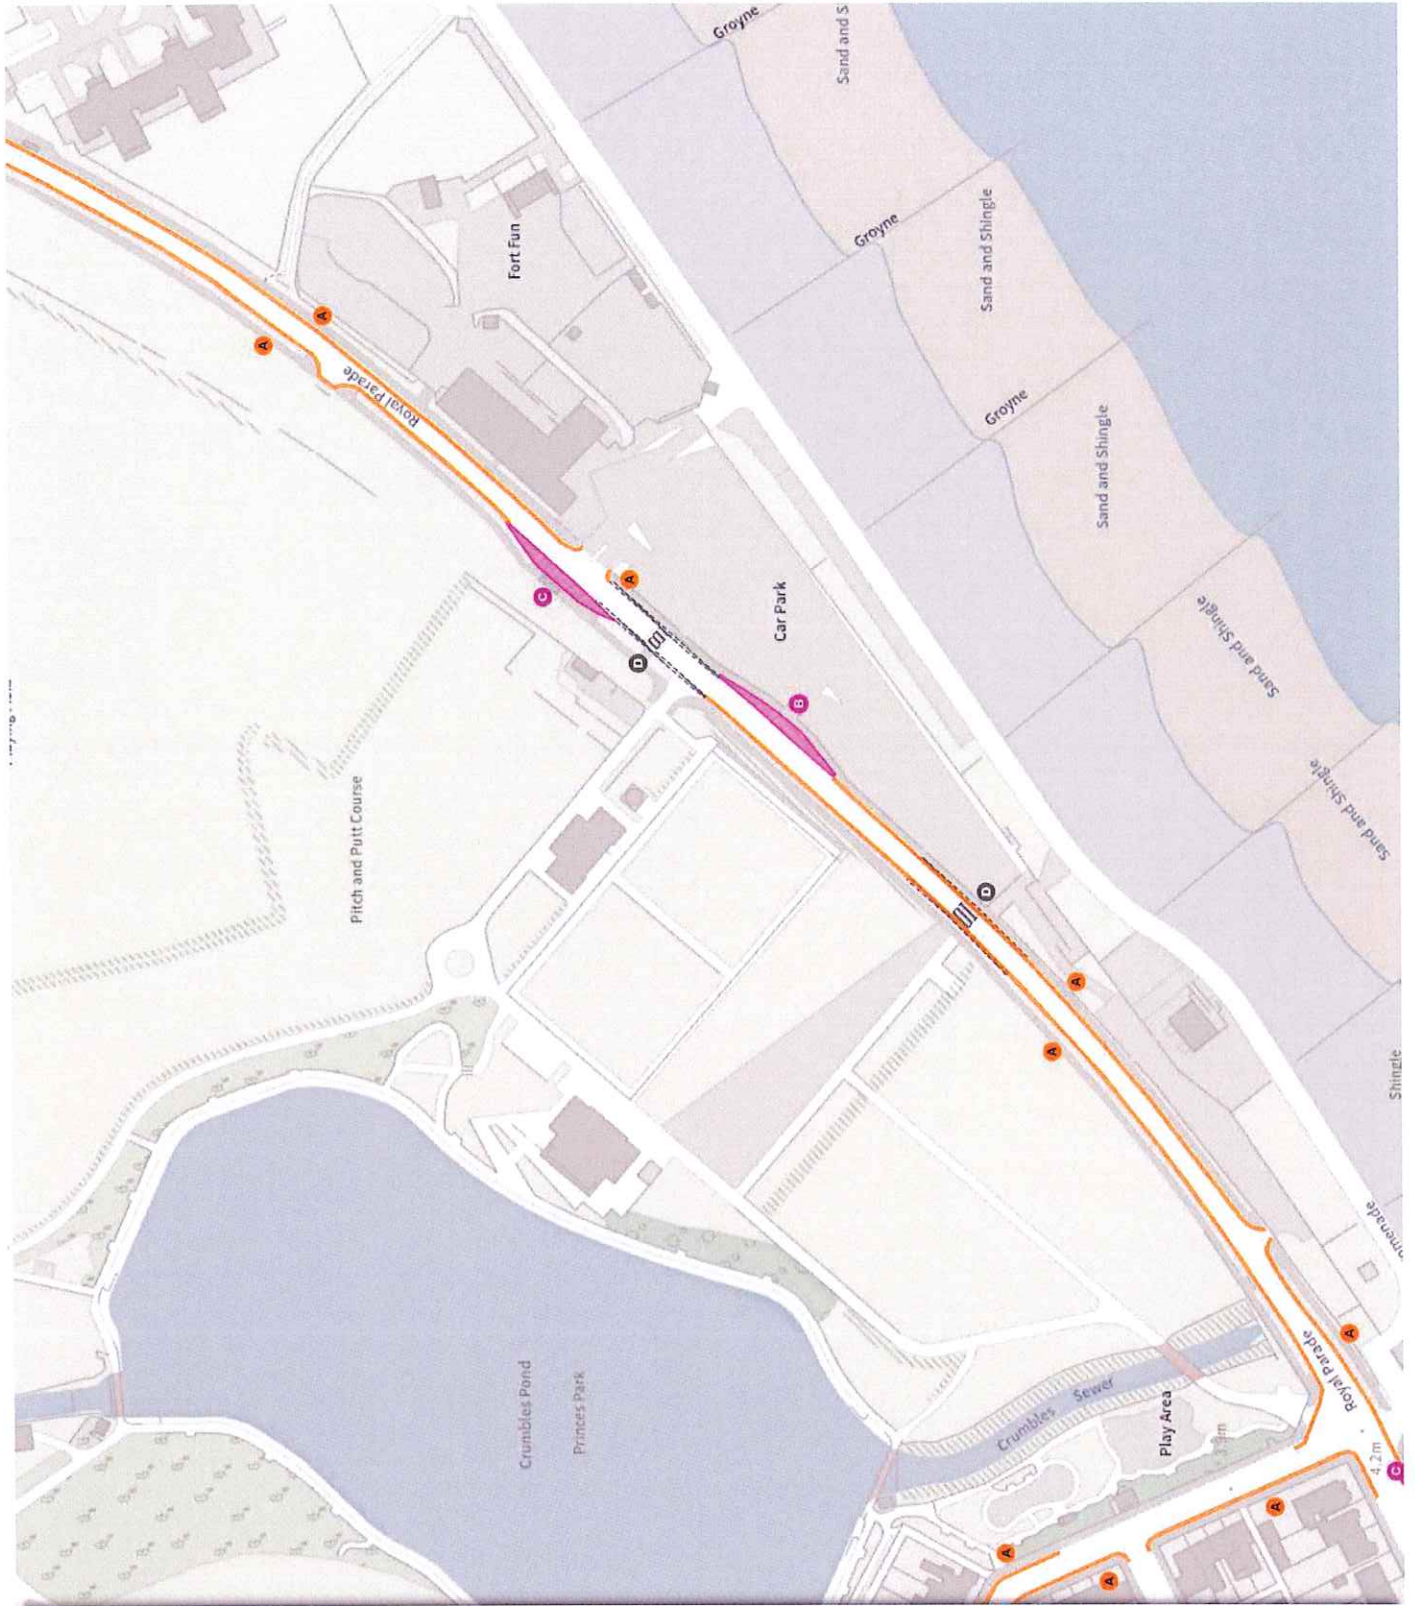 Groyne
Sand and S
Groyne
Sand and Shingle
Fort Fun
A
A
Royal Parade
Groyne
Sand and Shingle
C
A
Car Park
D
B
Sand and Shingle
Pitch and Putt Course
Sand and Shingle
D
A
A
Shingle
omenade
A
Royal Parade
Crumbles Pond
Princes Park
Crumbles Sewer
Play Area
4.2m
C
A
A
A